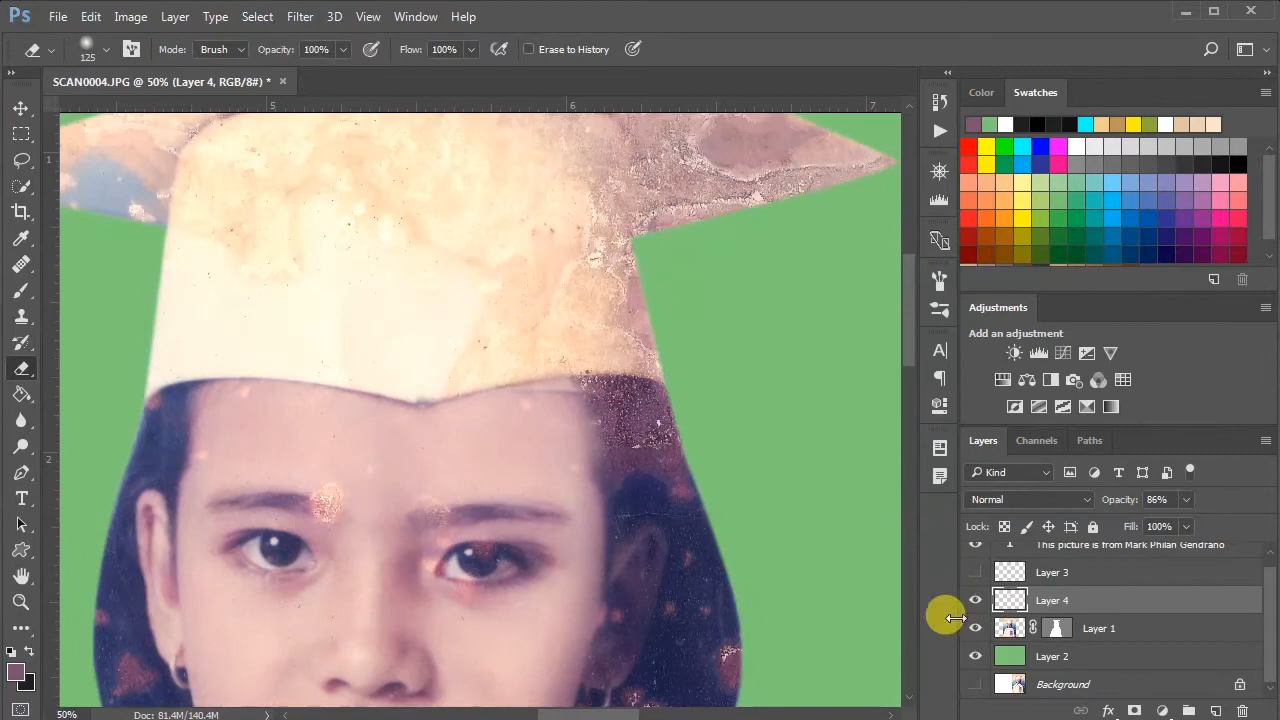 Ps File Edit Image Layer Type Select Filter 3D View Window Help
125 Mode: Brush Opacity: 100% Flow: 100% Erase to History
SCAN0004.JPG @ 50% (Layer 4, RGB/8#) *
Color Swatches
5 6 7
1
2
Adjustments
Add an adjustment
Layers Channels Paths
Kind
Normal Opacity: 86%
Lock: Fill: 100%
This picture is from Mark Philan Gendrano
Layer 3
Layer 4
Layer 1
Layer 2
Background
50% Doc: 81.4M/140.4M